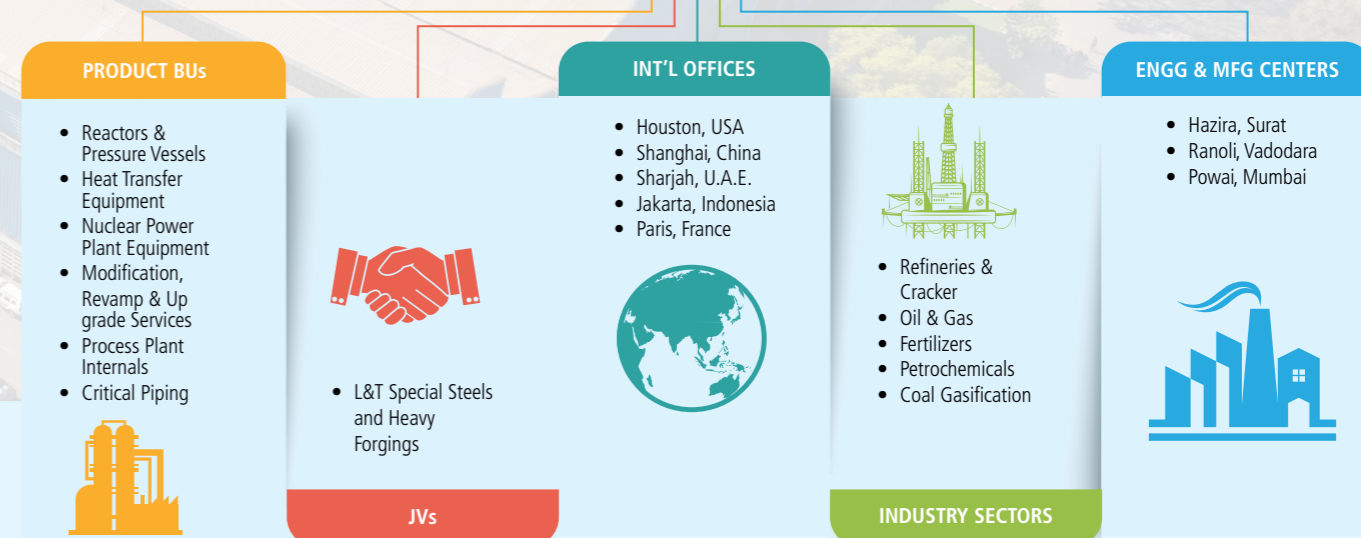 PRODUCT BUs
• Reactors &
Pressure Vessels
• Heat Transfer
Equipment
• Nuclear Power
Plant Equipment
• Modification,
Revamp & Up
grade Services
• Process Plant
Internals
• Critical Piping
• L&T Special Steels
and Heavy
Forgings
JVs
INT'L OFFICES
• Houston, USA
• Shanghai, China
• Sharjah, U.A.E.
• Jakarta, Indonesia
• Paris, France
• Refineries &
Cracker
• Oil & Gas
• Fertilizers
• Petrochemicals
• Coal Gasification
INDUSTRY SECTORS
ENGG & MFG CENTERS
• Hazira, Surat
• Ranoli, Vadodara
• Powai, Mumbai